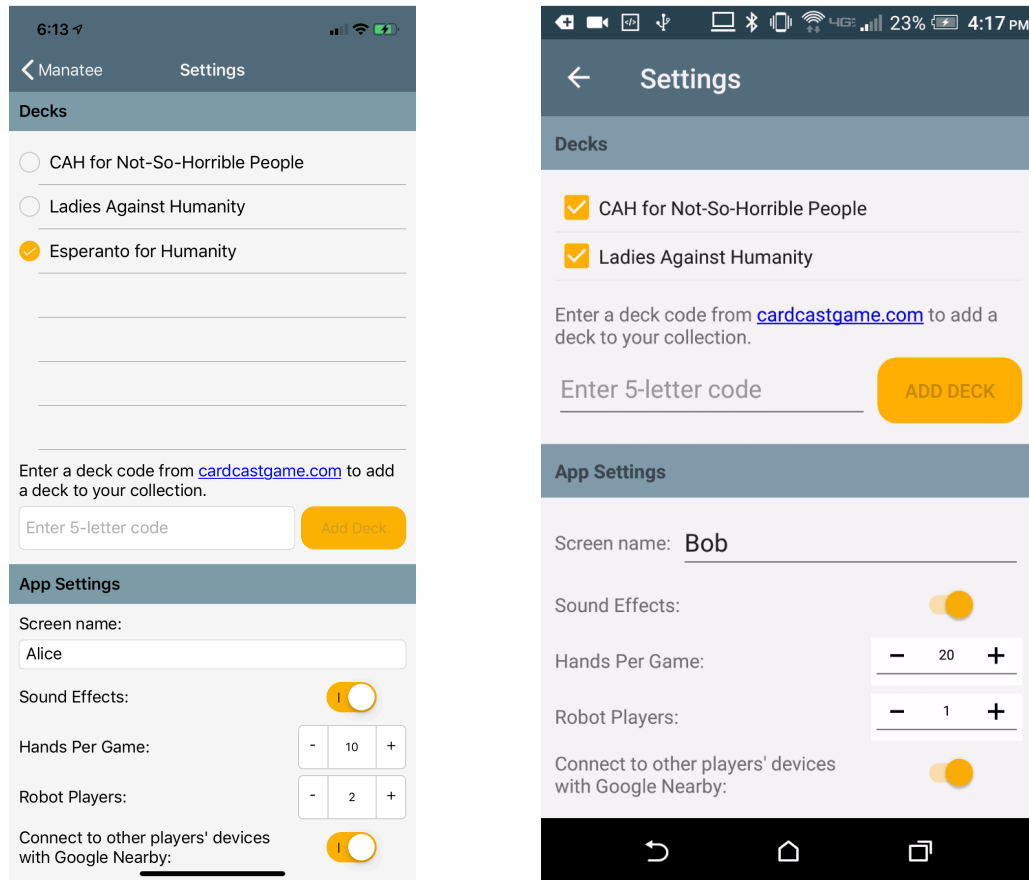 6:13
Manatee
Settings
Decks
CAH for Not-So-Horrible People
Ladies Against Humanity
Esperanto for Humanity
Enter a deck code from cardcastgame.com to add
a deck to your collection.
Enter 5-letter code
Add Deck
App Settings
Screen name:
Alice
Sound Effects:
Hands Per Game:
- 10 +
Robot Players:
- 2 +
Connect to other players' devices
with Google Nearby:
4G 23% 4:17 PM
Settings
Decks
CAH for Not-So-Horrible People
Ladies Against Humanity
Enter a deck code from cardcastgame.com to add a
deck to your collection.
Enter 5-letter code
ADD DECK
App Settings
Screen name: Bob
Sound Effects:
Hands Per Game:
- 20 +
Robot Players:
- 1 +
Connect to other players' devices
with Google Nearby: